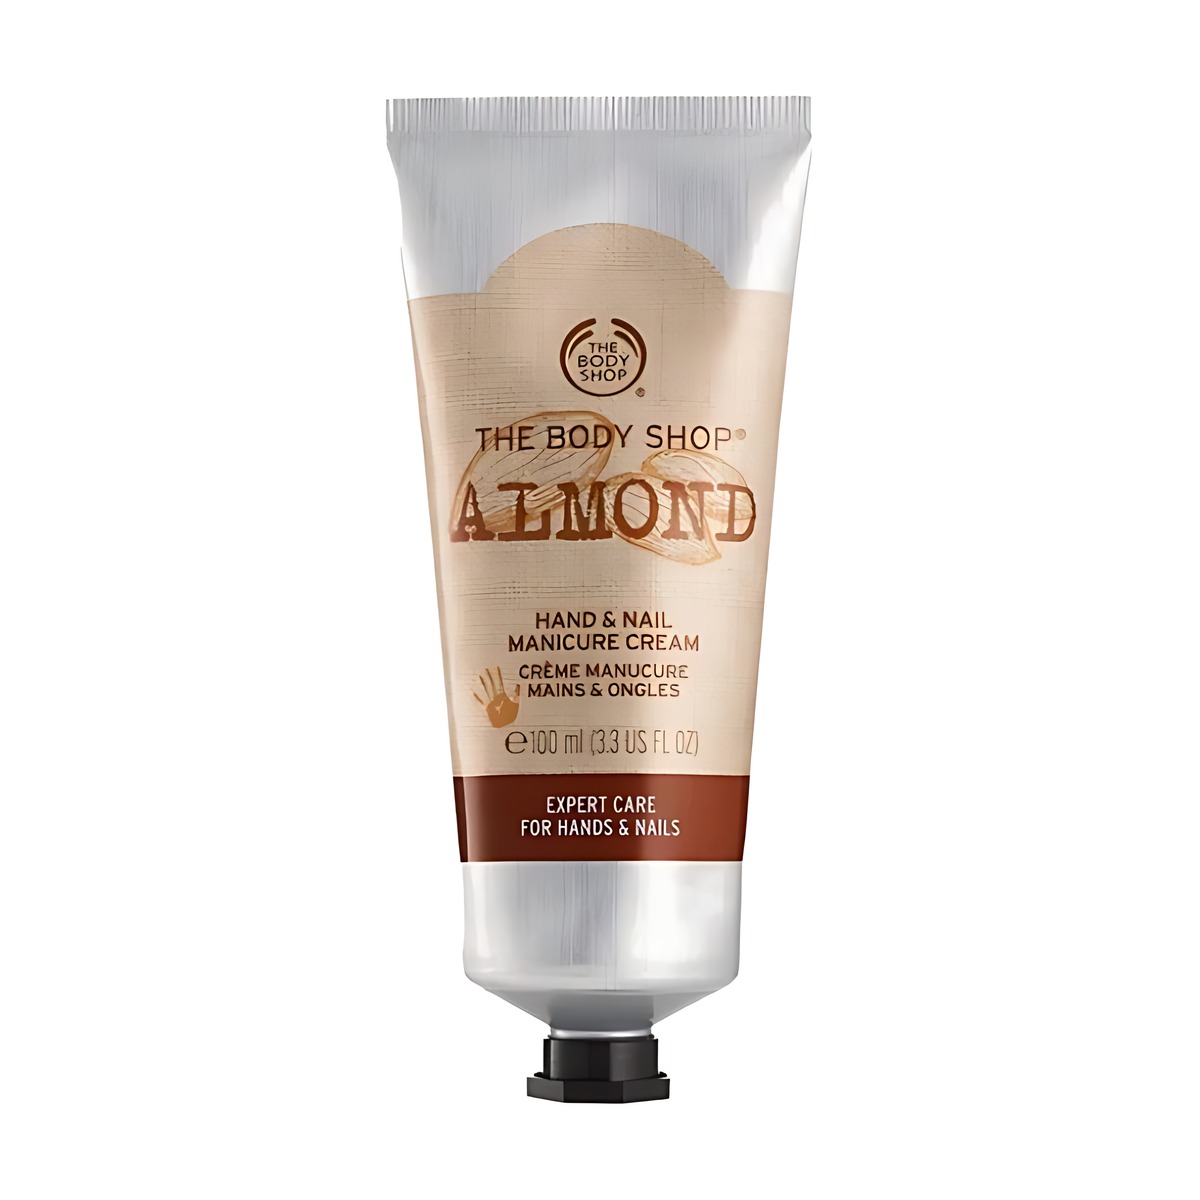 THE
BODY
SHOP
®
THE BODY SHOP®
ALMOND
HAND & NAIL
MANICURE CREAM
CRÈME MANUCURE
MAINS & ONGLES
℮100 ml (3.3 US FL OZ)
EXPERT CARE
FOR HANDS & NAILS